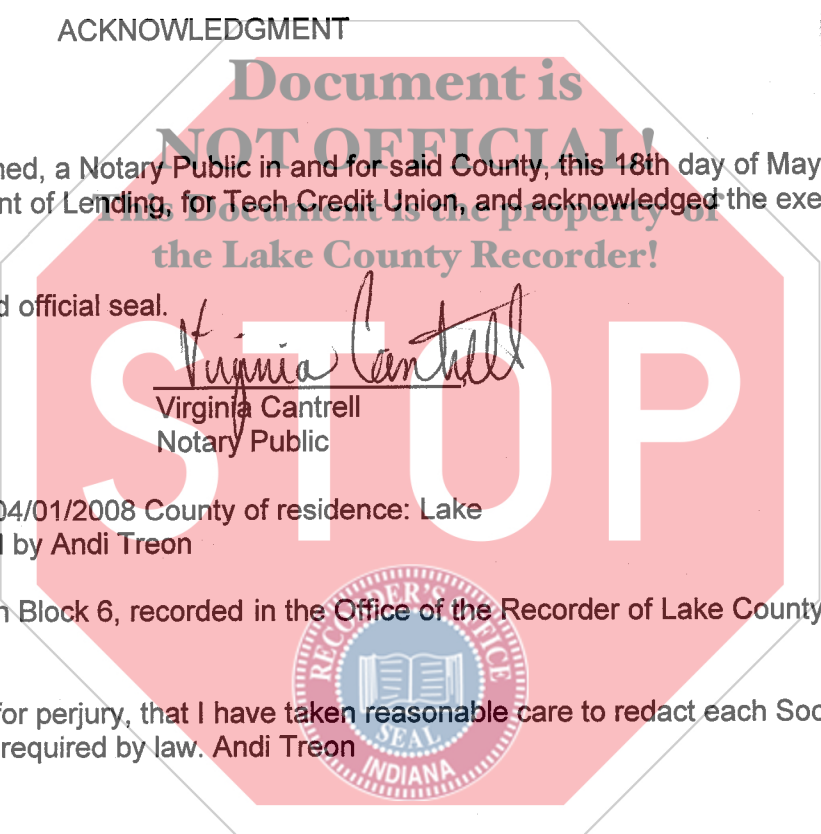 ACKNOWLEDGMENT
Document is
NOT OFFICIAL!
ned, a Notary Public in and for said County, this 18th day of May
This Document is the property of
nt of Lending, for Tech Credit Union, and acknowledged the exe
the Lake County Recorder!
d official seal.
Virginia Cantrell
Virginia Cantrell
Notary Public
STOP
04/01/2008 County of residence: Lake
by Andi Treon
n Block 6, recorded in the Office of the Recorder of Lake County
RECORDER'S OFFICE
SEAL
INDIANA
for perjury, that I have taken reasonable care to redact each Soc
required by law. Andi Treon